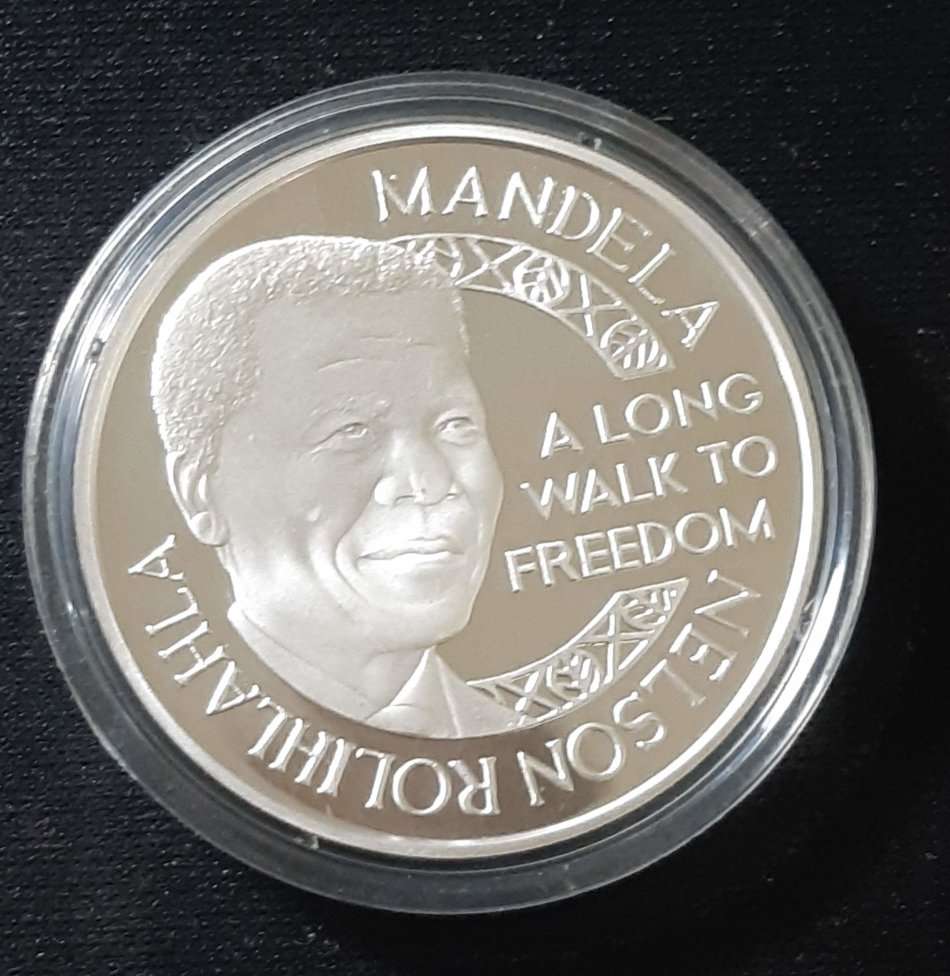 NELSON ROLIHLAHLA
MANDELA
A LONG
WALK TO
FREEDOM